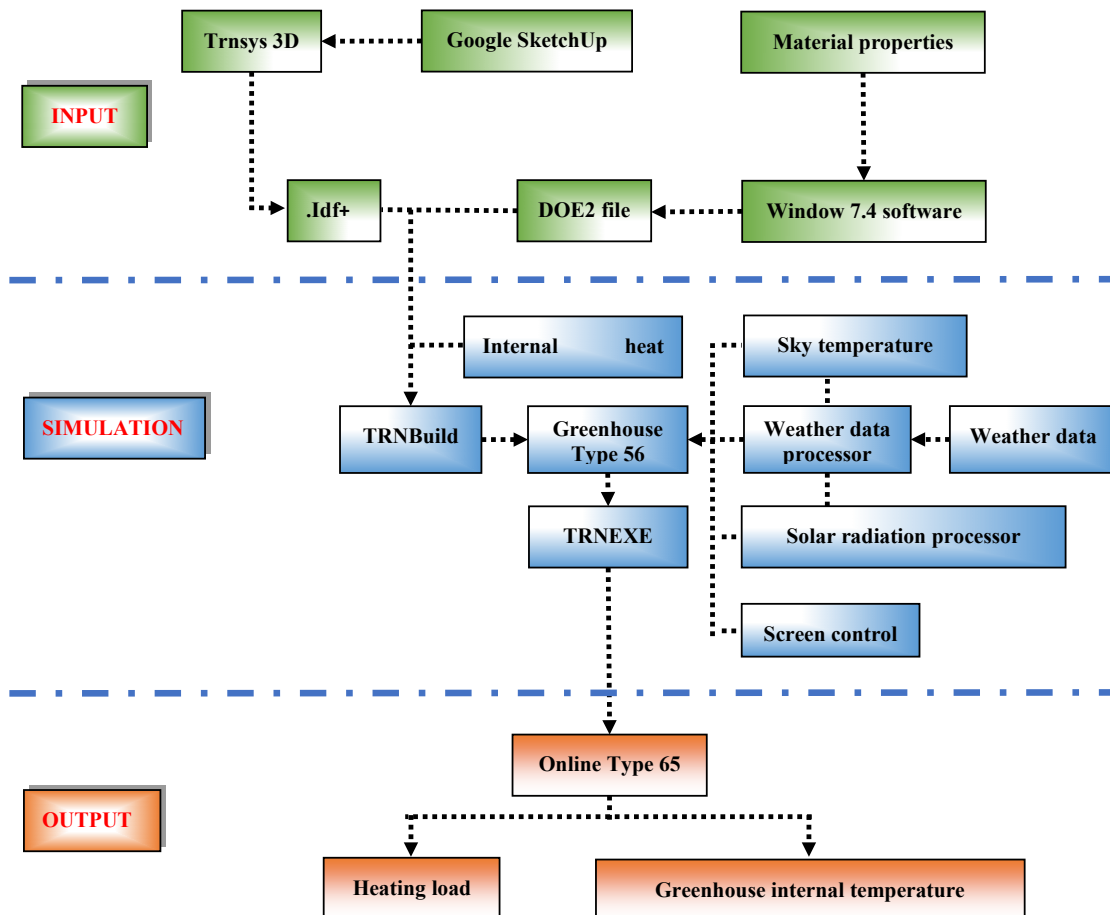 Trnsys 3D
Google SketchUp
Material properties
INPUT
.Idf+
DOE2 file
Window 7.4 software
Internal heat
Sky temperature
SIMULATION
TRNBuild
Greenhouse
Type 56
Weather data
processor
Weather data
TRNEXE
Solar radiation processor
Screen control
Online Type 65
OUTPUT
Heating load
Greenhouse internal temperature